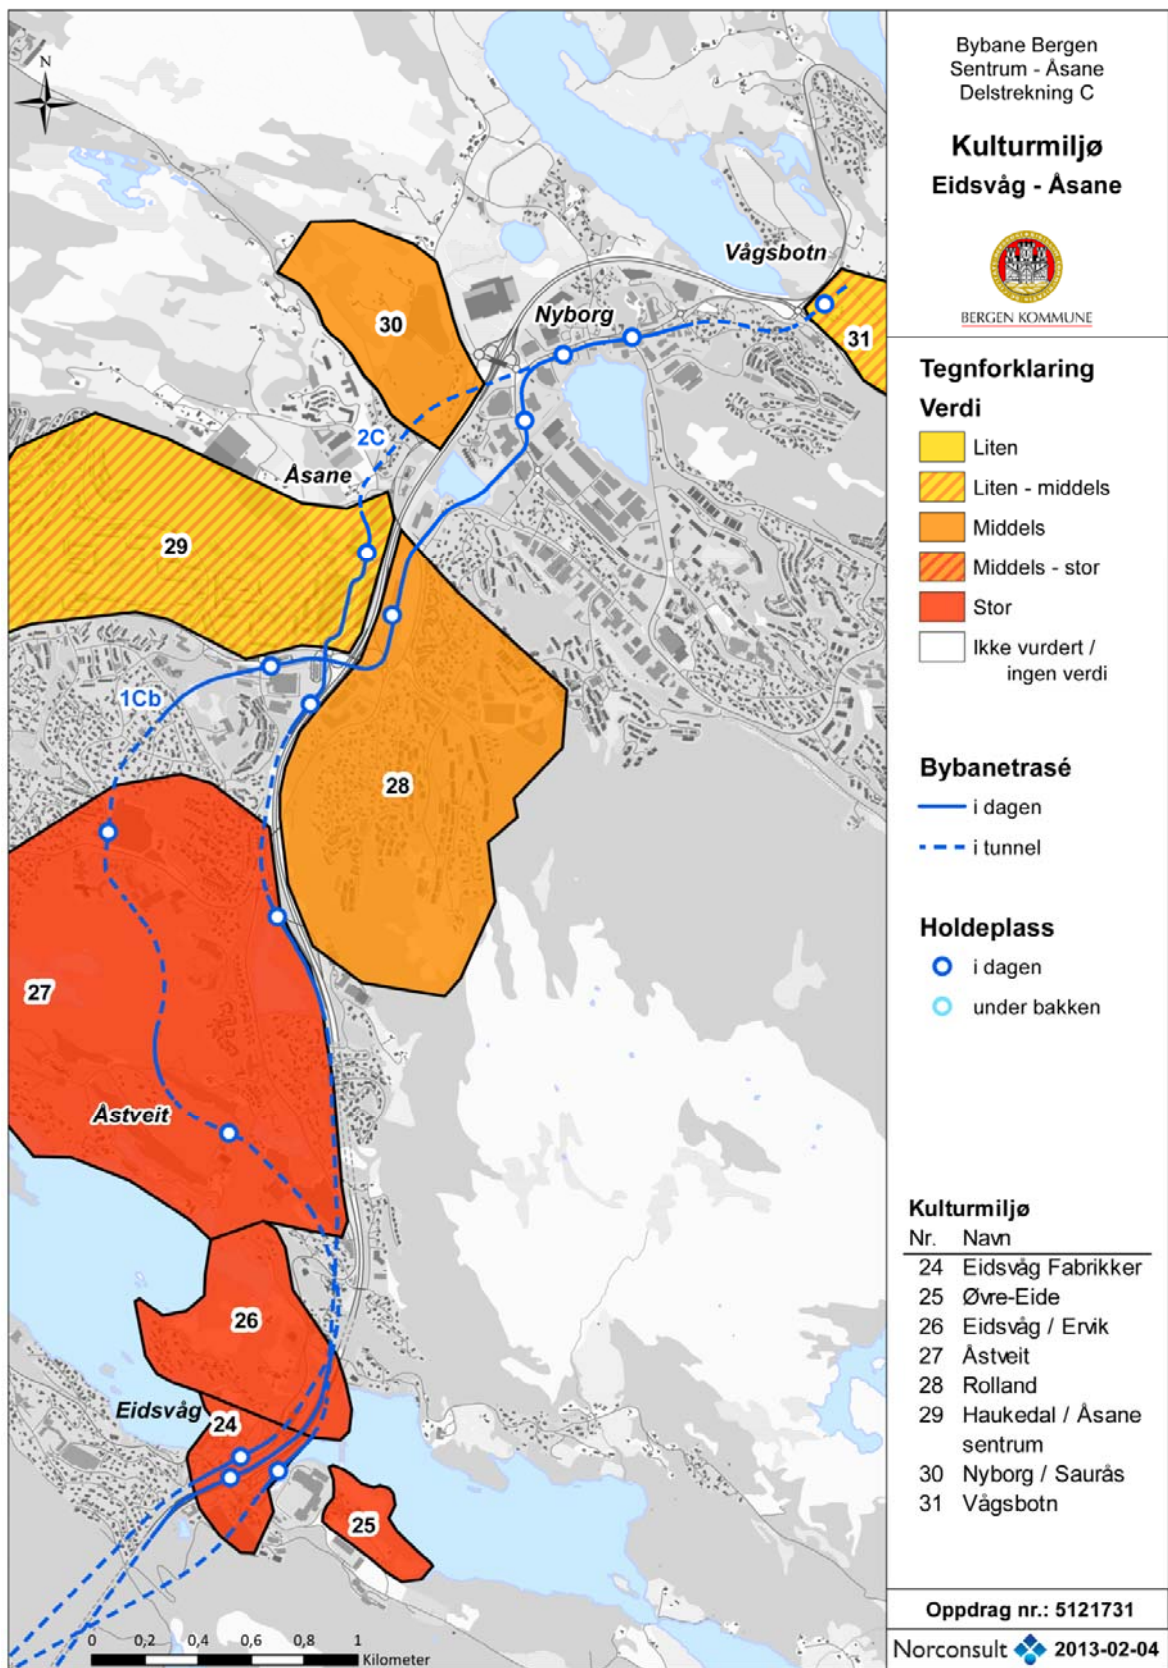 N
Vågsbotn
30
Nyborg
31
2C
Åsane
29
1Cb
28
27
Åstveit
26
Eidsvåg
24
25
0 0,2 0,4 0,6 0,8 1
Kilometer
Bybane Bergen
Sentrum - Åsane
Delstrekning C
Kulturmiljø
Eidsvåg - Åsane
BERGEN KOMMUNE
Tegnforklaring
Verdi
Liten
Liten - middels
Middels
Middels - stor
Stor
Ikke vurdert /
ingen verdi
Bybanetrasé
i dagen
i tunnel
Holdeplass
i dagen
under bakken
Kulturmiljø
Nr. Navn
24 Eidsvåg Fabrikker
25 Øvre-Eide
26 Eidsvåg / Ervik
27 Åstveit
28 Rolland
29 Haukedal / Åsane
sentrum
30 Nyborg / Saurås
31 Vågsbotn
Oppdrag nr.: 5121731
Norconsult 2013-02-04